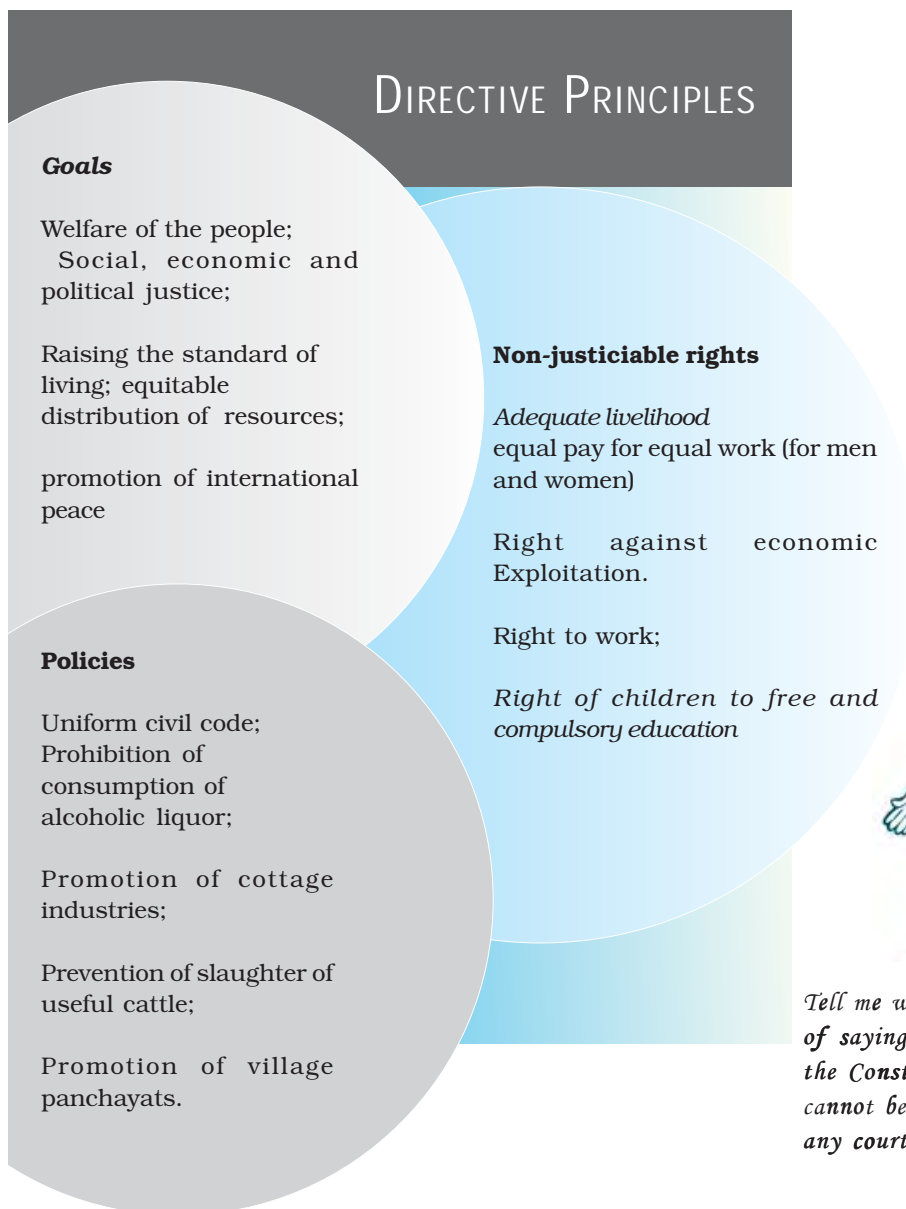 DIRECTIVE PRINCIPLES
Goals
Welfare of the people;
Social, economic and
political justice;
Raising the standard of
living; equitable
distribution of resources;
promotion of international
peace
Non-justiciable rights
Adequate livelihood
equal pay for equal work (for men
and women)
Right against economic
Exploitation.
Right to work;
Right of children to free and
compulsory education
Policies
Uniform civil code;
Prohibition of
consumption of
alcoholic liquor;
Promotion of cottage
industries;
Prevention of slaughter of
useful cattle;
Promotion of village
panchayats.
Tell me
of saying
the
cannot be
any court